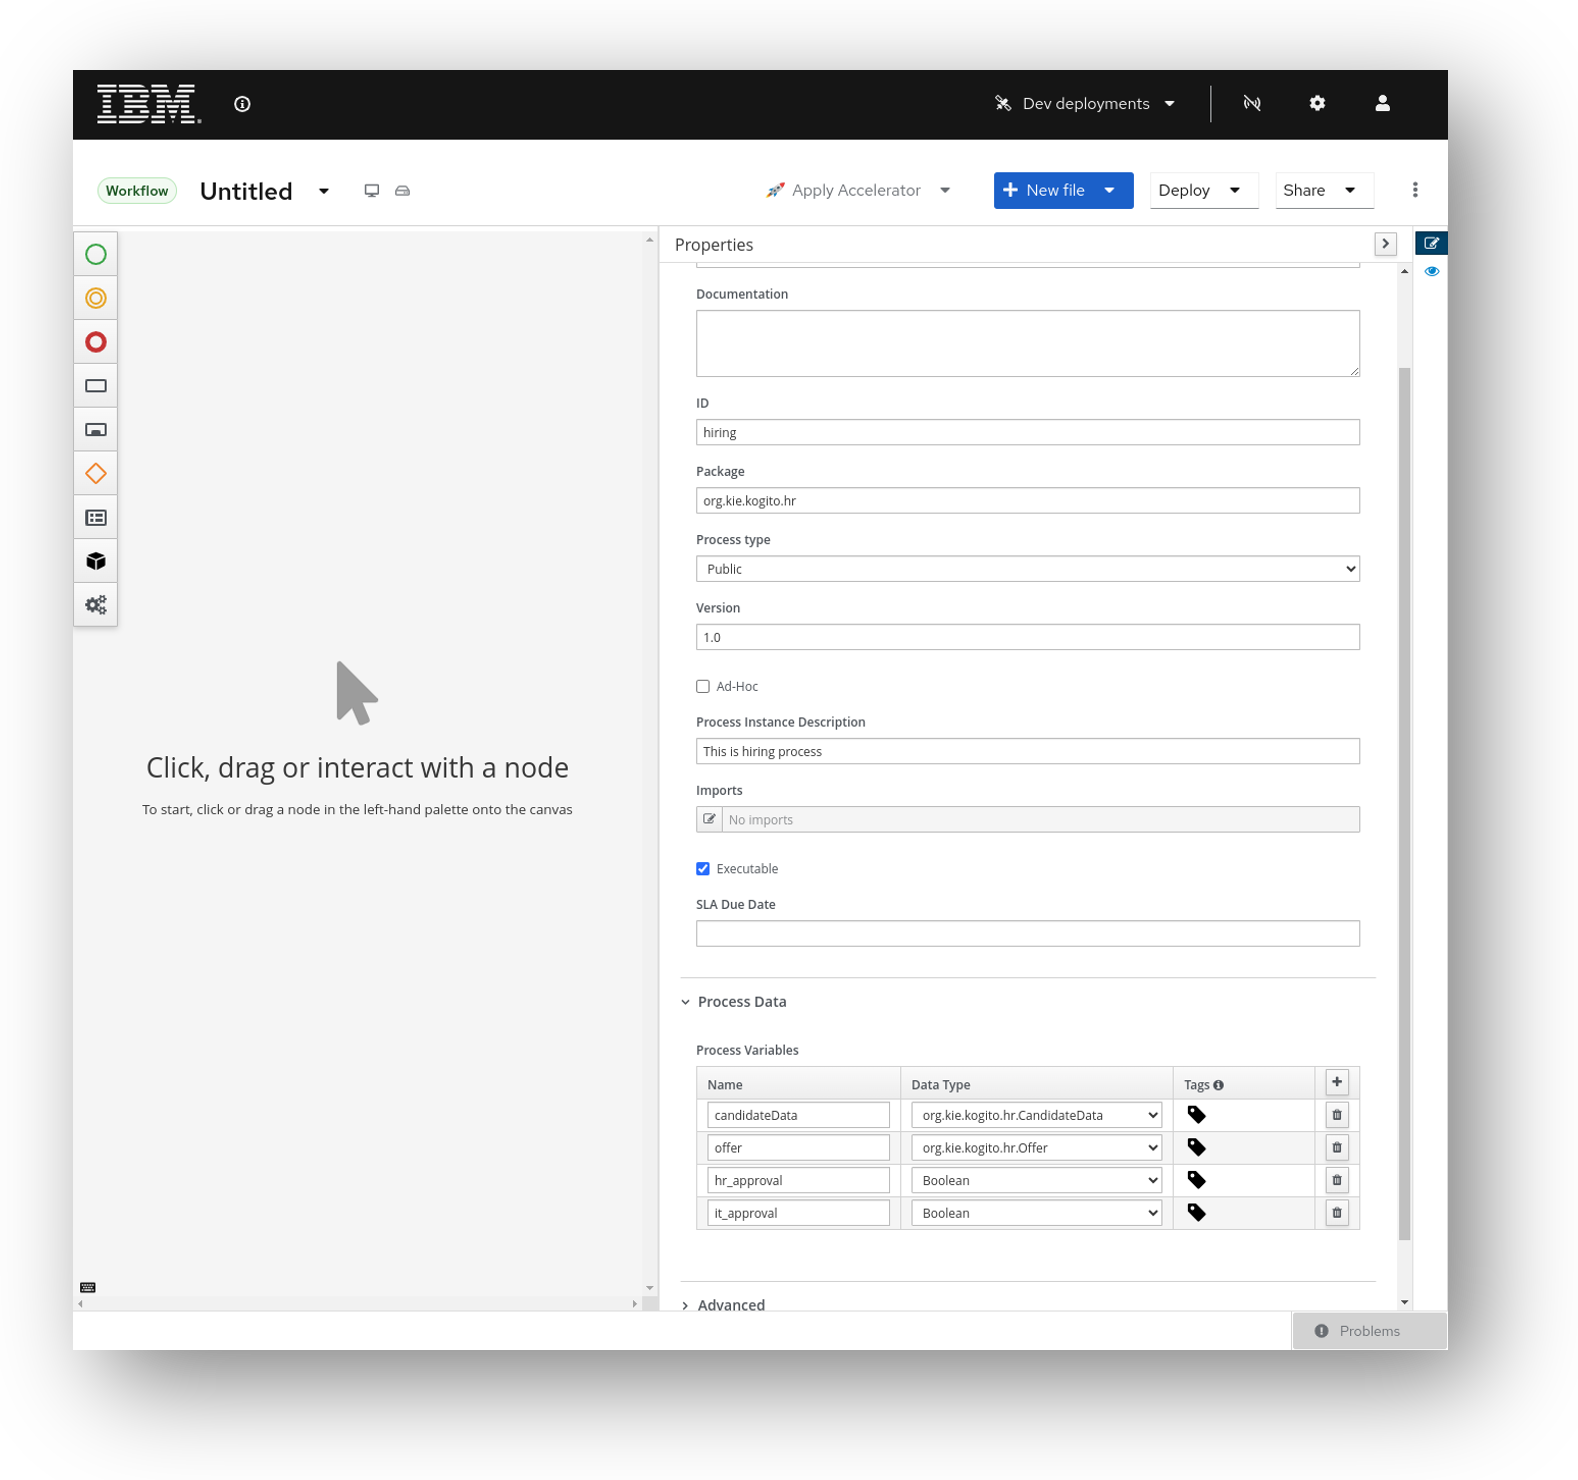 IBM
Dev deployments
Workflow
Untitled
Apply Accelerator
New file
Deploy
Share
Properties
Documentation
ID
hiring
Package
org.kie.kogito.hr
Process type
Public
Version
1.0
Ad-Hoc
Process Instance Description
This is hiring process
Imports
No imports
Executable
SLA Due Date
Click, drag or interact with a node
To start, click or drag a node in the left-hand palette onto the canvas
Process Data
Process Variables
Name Data Type Tags
candidateData org.kie.kogito.hr.CandidateData
offer org.kie.kogito.hr.Offer
hr_approval Boolean
it_approval Boolean
Advanced
Problems